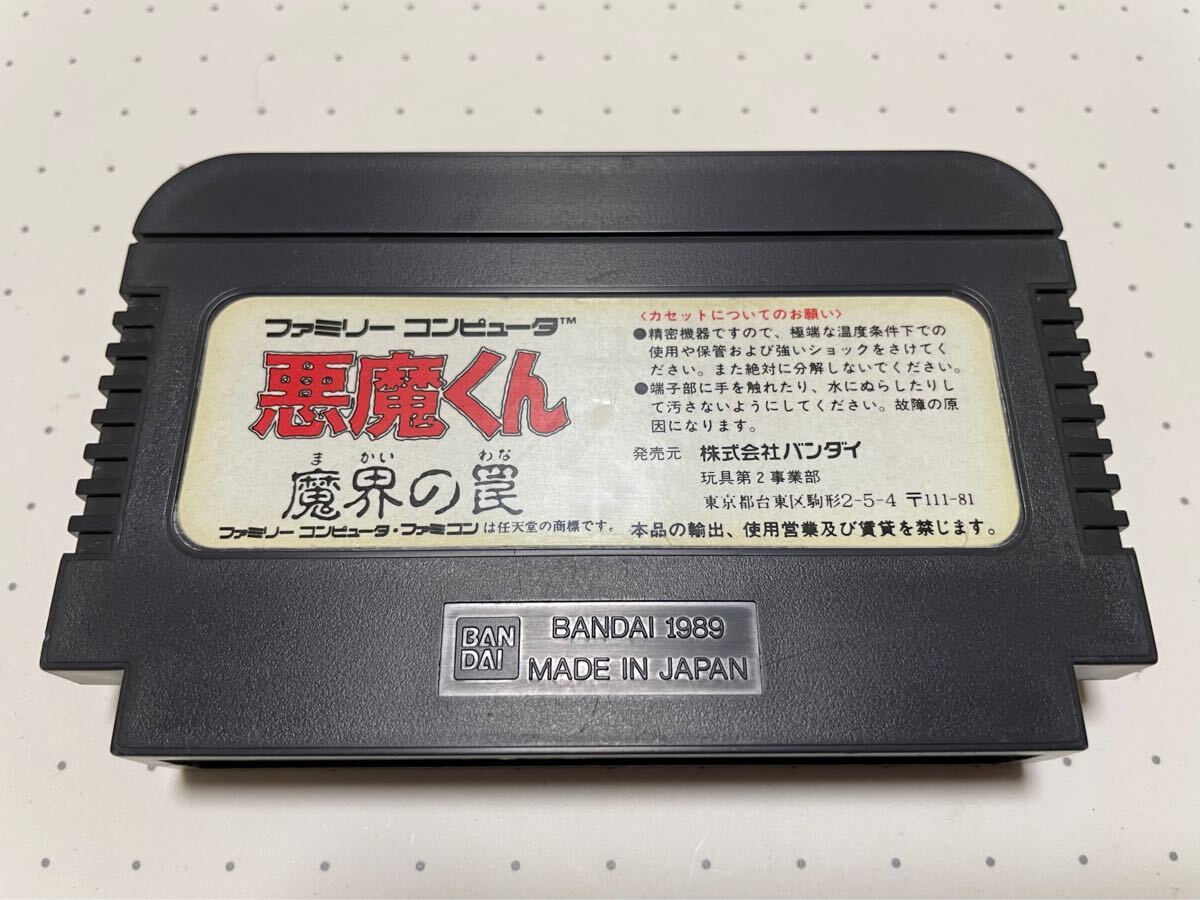 ファミリー コンピュータ™
悪魔くん
まかい わな
魔界の罠
ファミリー コンピュータ・ファミコン は任天堂の商標です。
〈カセットについてのお願い〉
●精密機器ですので、極端な温度条件下での
使用や保管および強いショックをさけてく
ださい。また絶対に分解しないでください。
●端子部に手を触れたり、水にぬらしたりし
て汚さないようにしてください。故障の原
因になります。
発売元 株式会社バンダイ
玩具第2事業部
東京都台東区駒形2-5-4 〒111-81
本品の輸出、使用営業及び賃貸を禁じます。
BAN
DAI
BANDAI 1989
MADE IN JAPAN